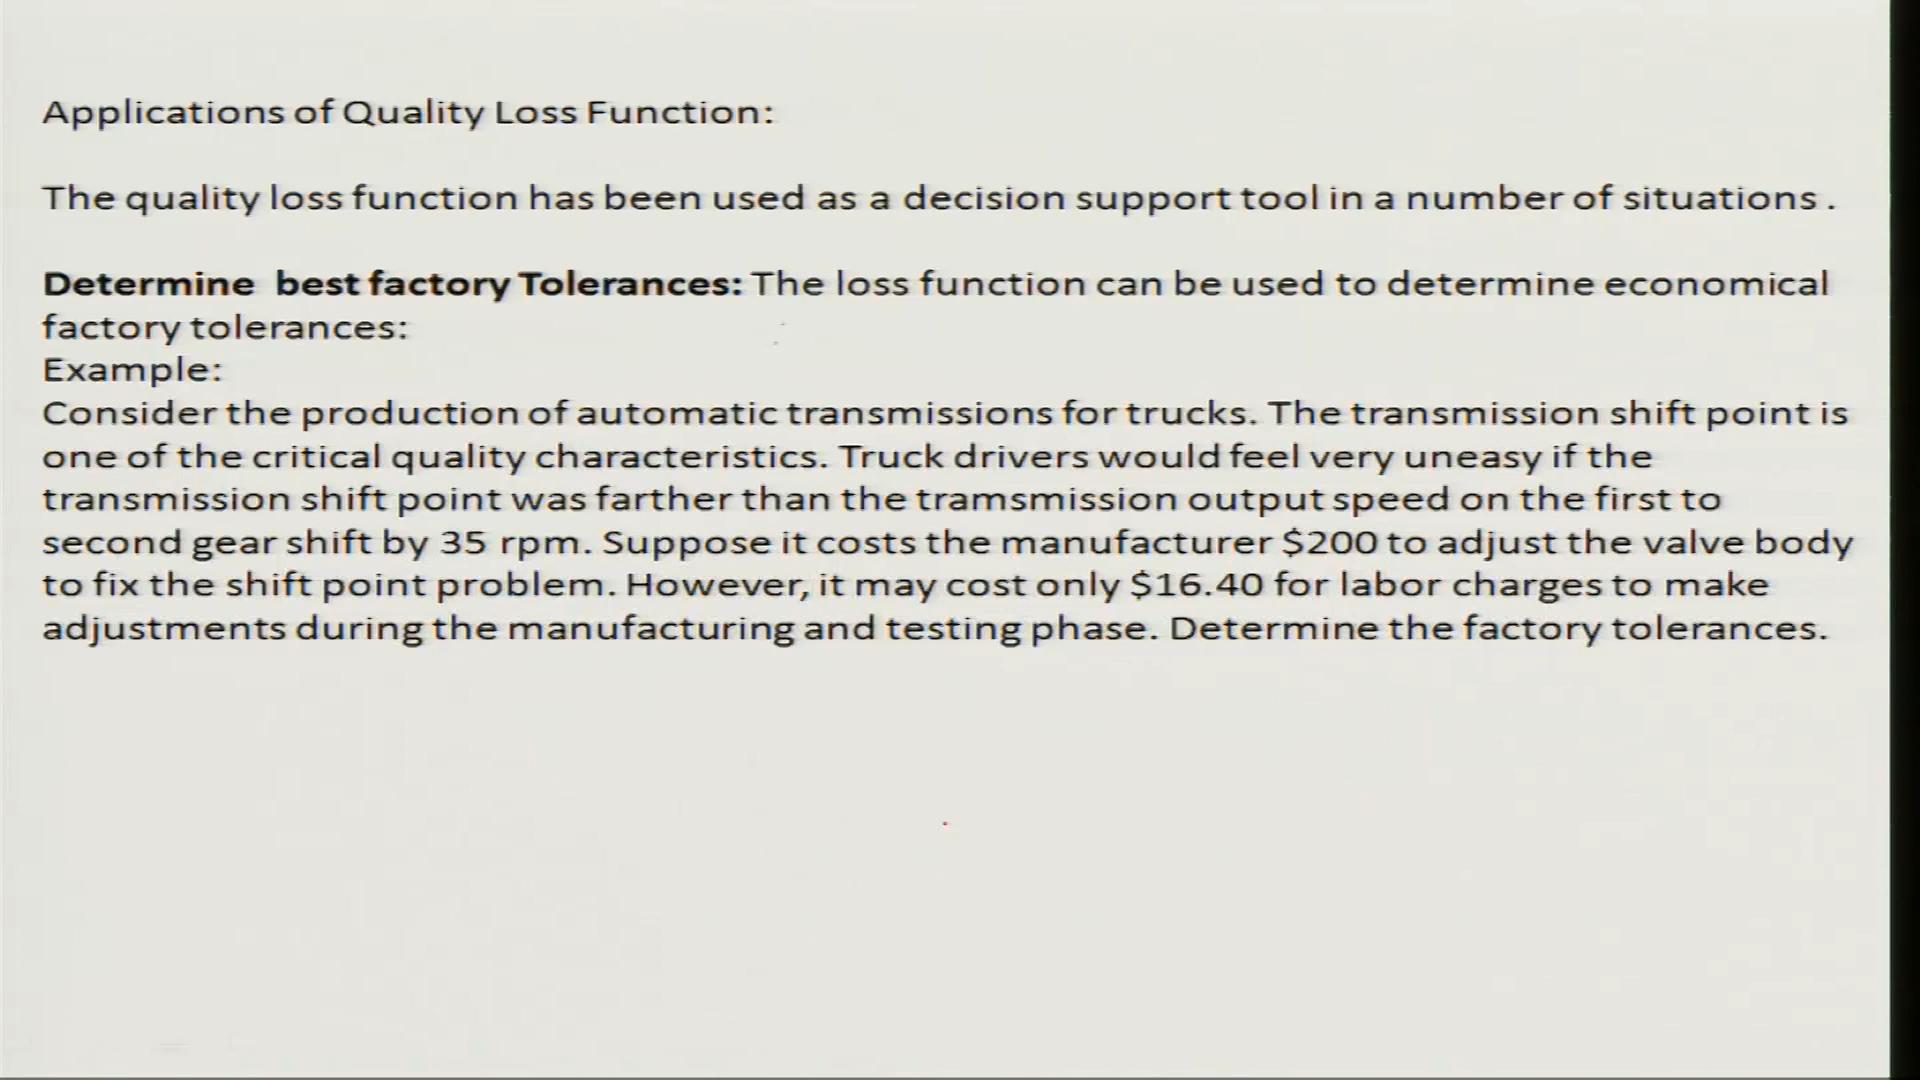 Applications of Quality Loss Function:
The quality loss function has been used as a decision support tool in a number of situations .
Determine best factory Tolerances: The loss function can be used to determine economical
factory tolerances:
Example:
Consider the production of automatic transmissions for trucks. The transmission shift point is
one of the critical quality characteristics. Truck drivers would feel very uneasy if the
transmission shift point was farther than the tramsmission output speed on the first to
second gear shift by 35 rpm. Suppose it costs the manufacturer $200 to adjust the valve body
to fix the shift point problem. However, it may cost only $16.40 for labor charges to make
adjustments during the manufacturing and testing phase. Determine the factory tolerances.